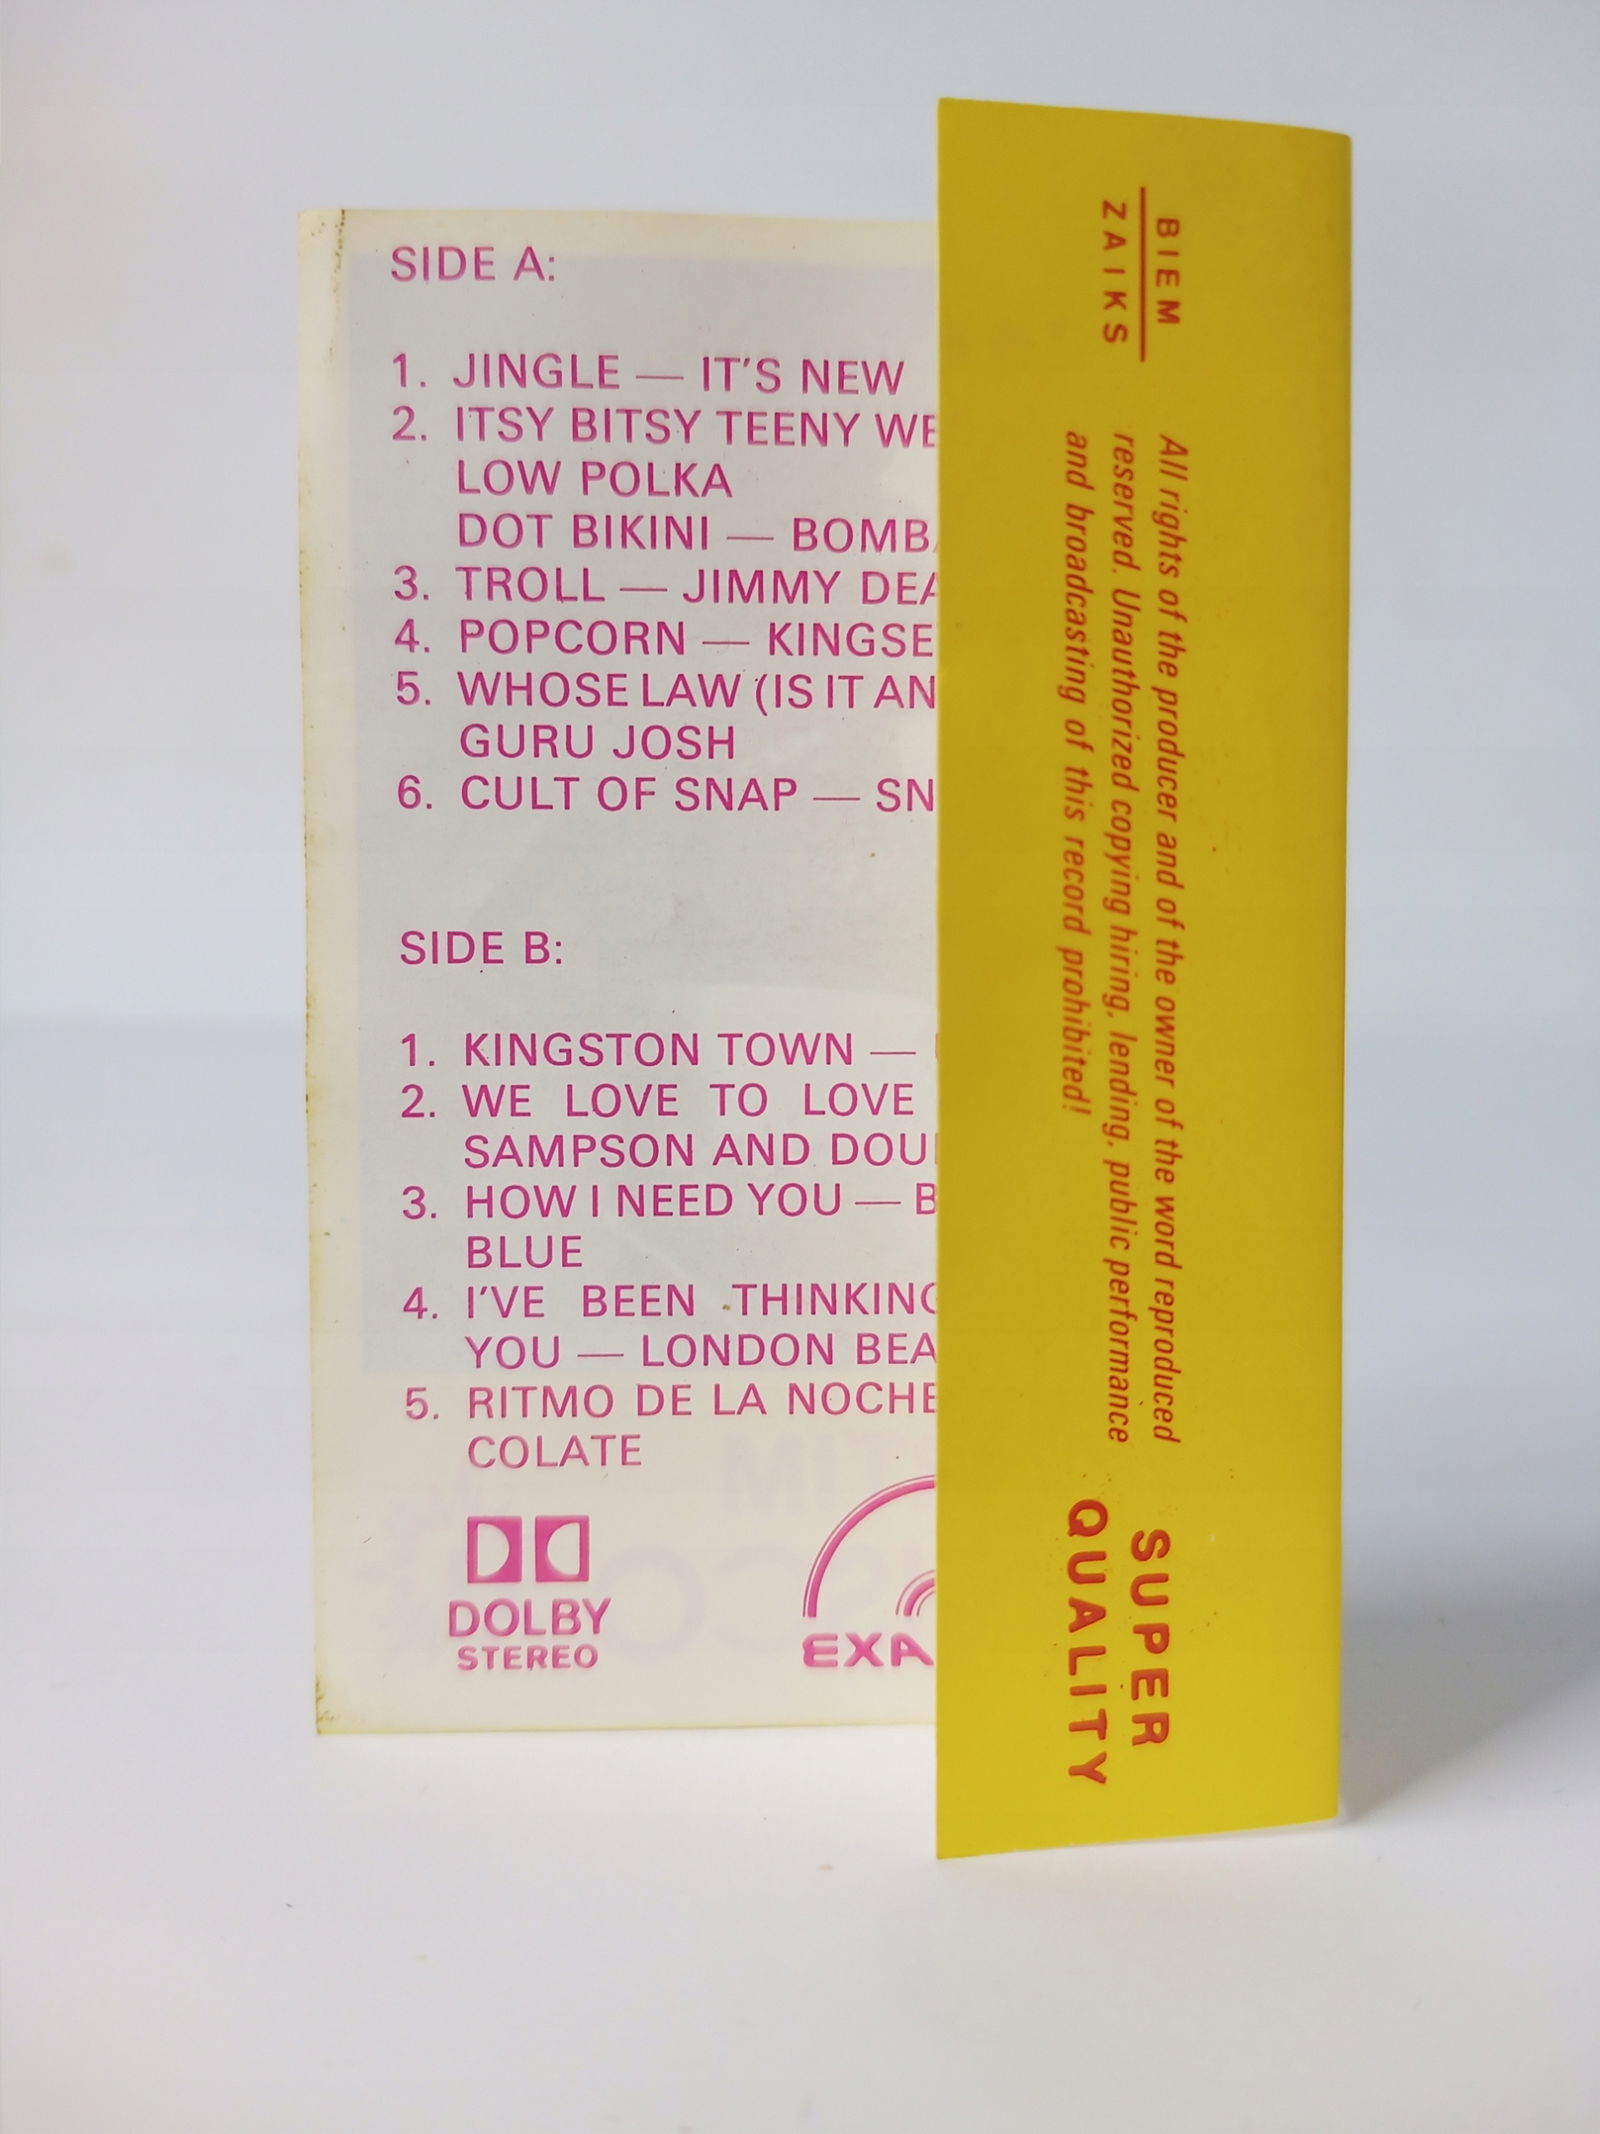 SIDE A:
1. JINGLE — IT'S NEW
2. ITSY BITSY TEENY WE
LOW POLKA
DOT BIKINI — BOMB
3. TROLL — JIMMY DEA
4. POPCORN — KINGSE
5. WHOSE LAW (IS IT AN
GURU JOSH
6. CULT OF SNAP — SN
SIDE B:
1. KINGSTON TOWN —
2. WE LOVE TO LOVE
SAMPSON AND DOU
3. HOW I NEED YOU — B
BLUE
4. I'VE BEEN THINKING
YOU — LONDON BEA
5. RITMO DE LA NOCHE
COLATE
DOLBY
STEREO
EXA
BIEM
ZAIKS
All rights of the producer and of the owner of the word reproduced
reserved. Unauthorized copying hiring, lending, public performance
and broadcasting of this record prohibited!
SUPER
QUALITY